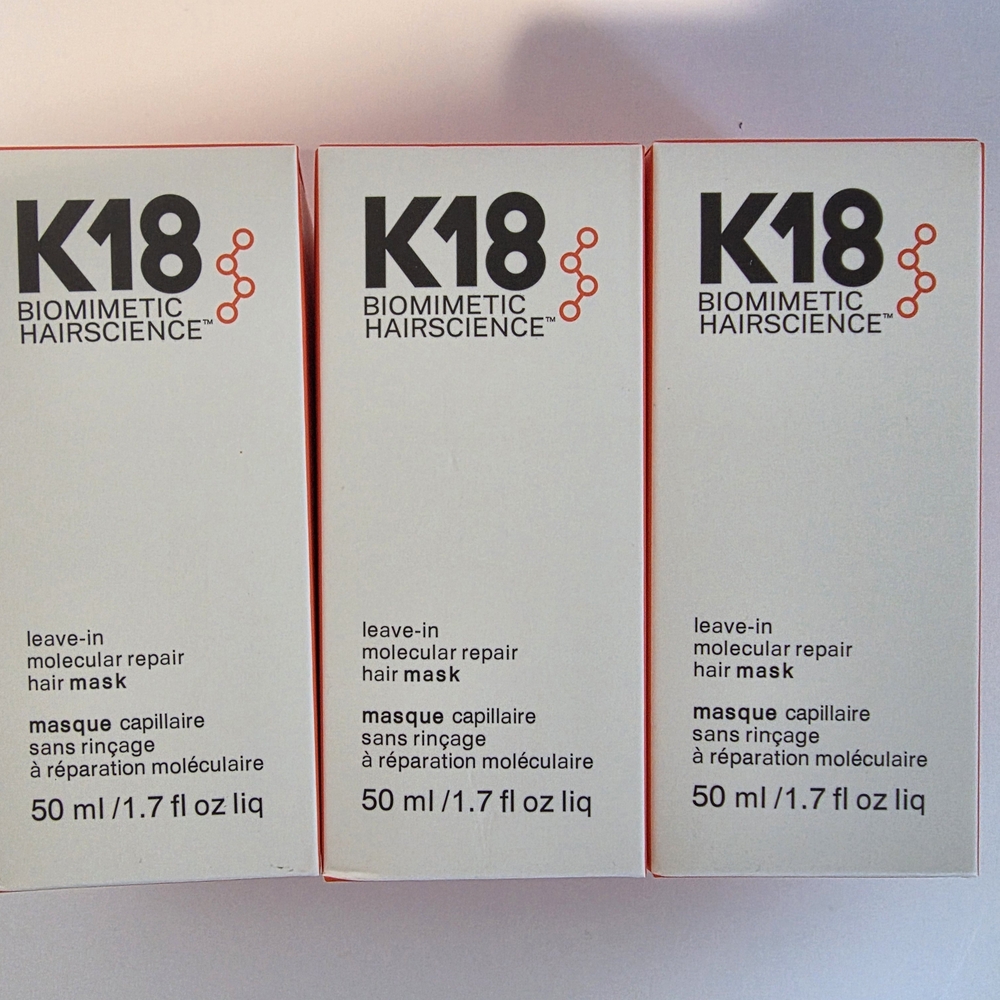 K18
BIOMIMETIC
HAIRSCIENCE™
leave-in
molecular repair
hair mask
masque capillaire
sans rinçage
à réparation moléculaire
50 ml /1.7 fl oz liq
K18
BIOMIMETIC
HAIRSCIENCE™
leave-in
molecular repair
hair mask
masque capillaire
sans rinçage
à réparation moléculaire
50 ml /1.7 fl oz liq
K18
BIOMIMETIC
HAIRSCIENCE™
leave-in
molecular repair
hair mask
masque capillaire
sans rinçage
à réparation moléculaire
50 ml /1.7 fl oz liq